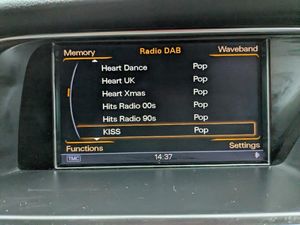 Memory Radio DAB Waveband
Heart Dance Pop
Heart UK Pop
Heart Xmas Pop
Hits Radio 00s Pop
Hits Radio 90s Pop
KISS Pop
Functions Settings
TMC 14:37